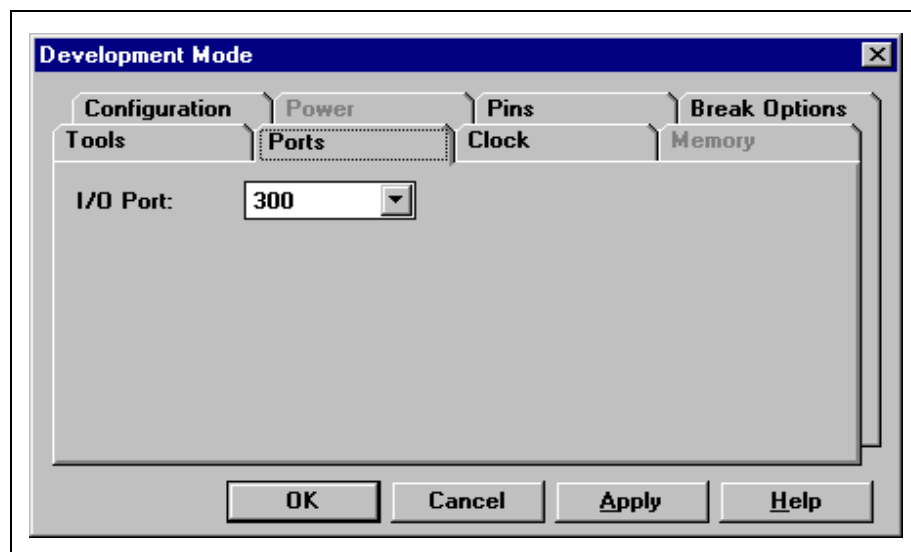 Development Mode
Configuration Power Pins Break Options
Tools Ports Clock Memory
I/O Port: 300
OK Cancel Apply Help